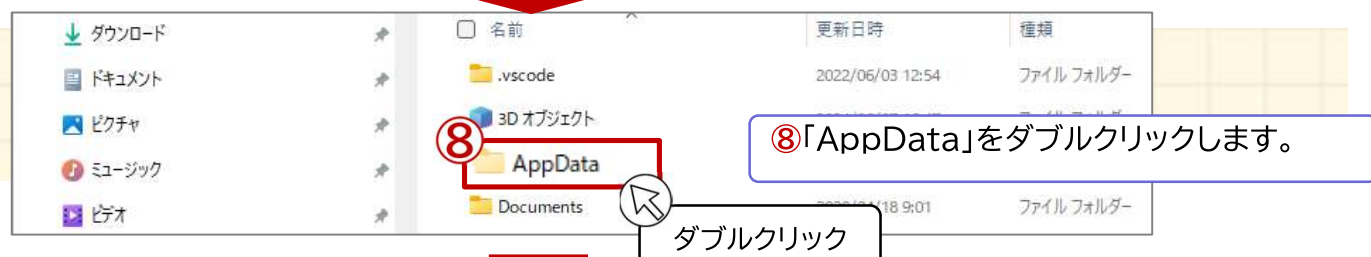 ダウンロード
ドキュメント
ピクチャ
ミュージック
ビデオ
名前 更新日時 種類
.vscode 2022/06/03 12:54 ファイル フォルダー
3D オブジェクト
⑧ AppData
Documents 18 9:01 ファイル フォルダー
ダブルクリック
⑧「AppData」をダブルクリックします。